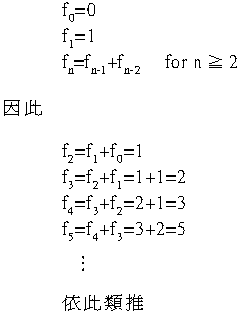 f₀=0
f₁=1
fₙ=fₙ₋₁+fₙ₋₂ for n ≧ 2
因此
f₂=f₁+f₀=1
f₃=f₂+f₁=1+1=2
f₄=f₃+f₂=2+1=3
f₅=f₄+f₃=3+2=5
⋮
依此類推